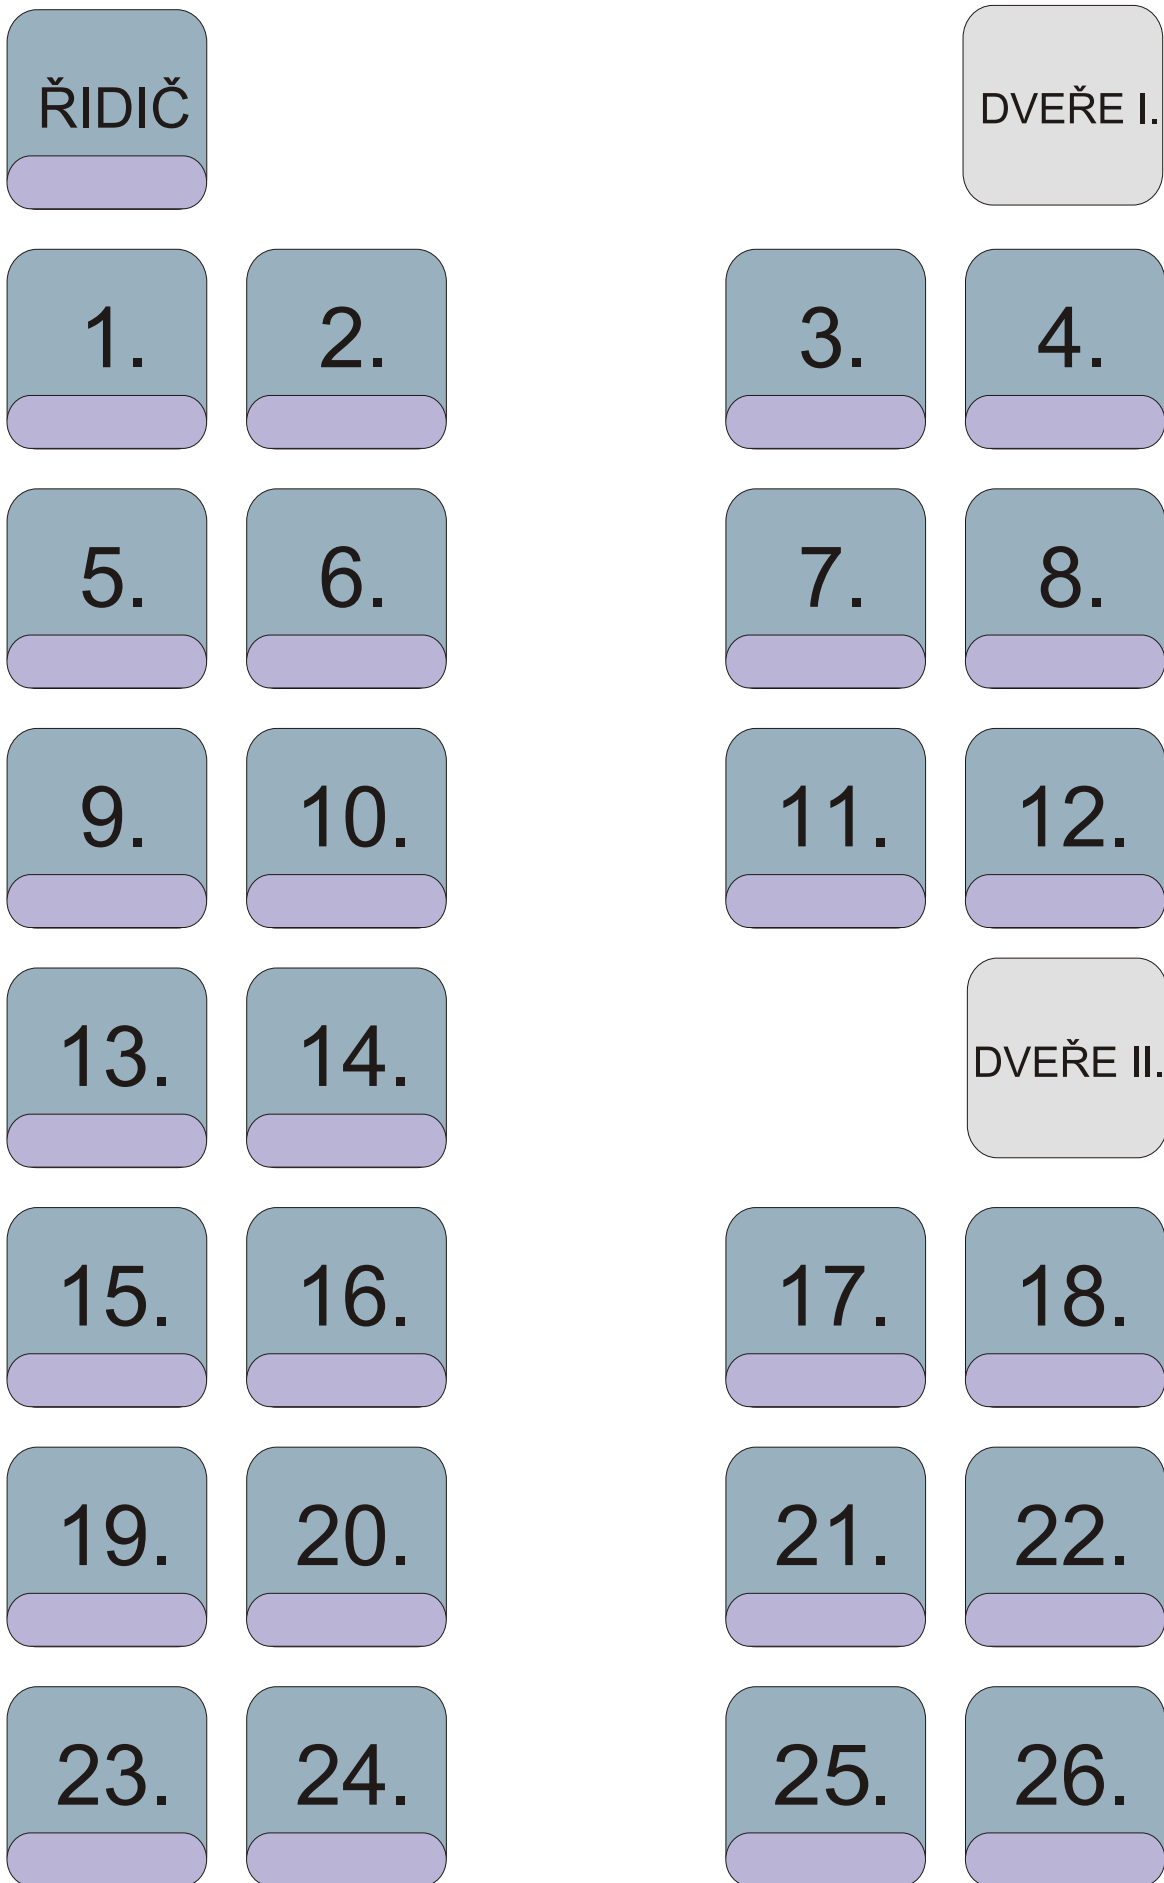 ŘIDIČ DVEŘE I.
1. 2. 3. 4.
5. 6. 7. 8.
9. 10. 11. 12.
13. 14. DVEŘE II.
15. 16. 17. 18.
19. 20. 21. 22.
23. 24. 25. 26.